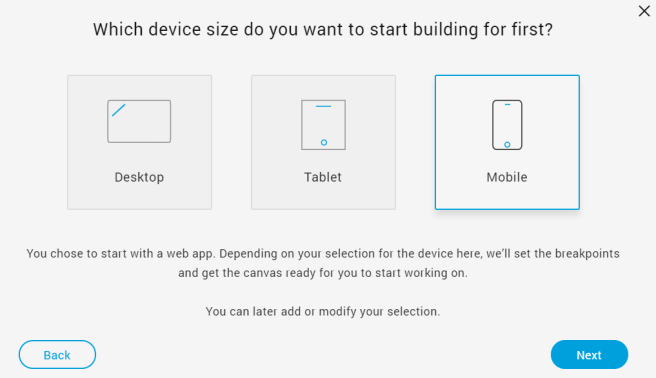 Which device size do you want to start building for first?
Desktop
Tablet
Mobile
You chose to start with a web app. Depending on your selection for the device here, we'll set the breakpoints
and get the canvas ready for you to start working on.
You can later add or modify your selection.
Back
Next